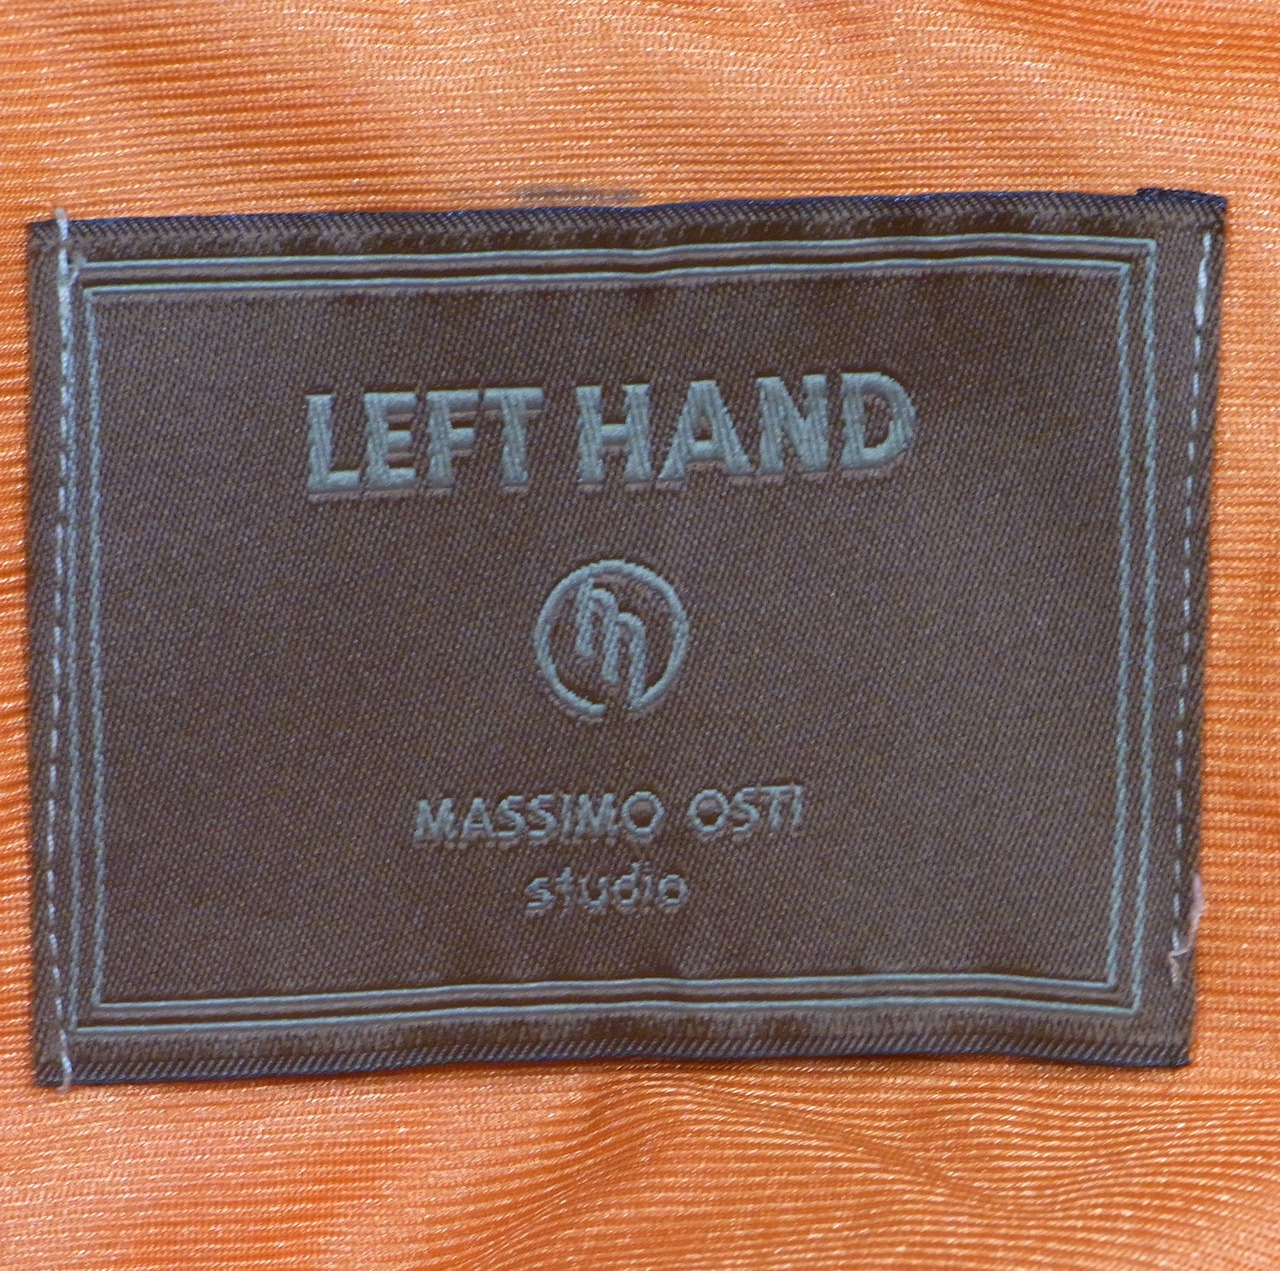 LEFT HAND
MASSIMO OSTI
studio